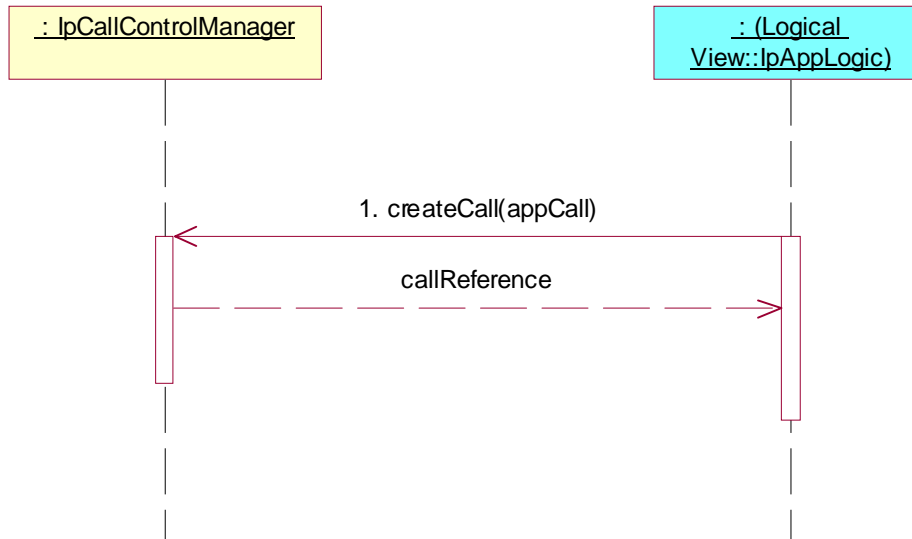 : IpCallControlManager
: (Logical
View::IpAppLogic)
1. createCall(appCall)
callReference